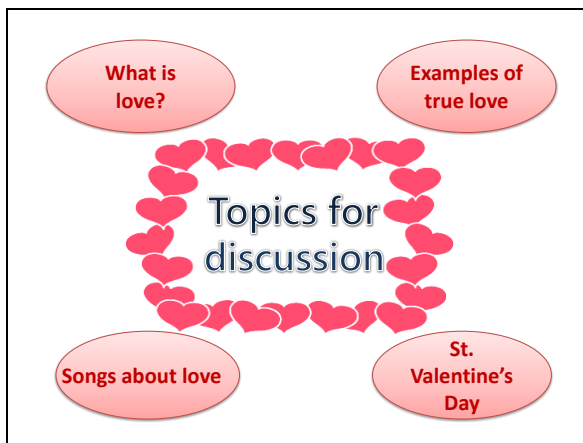 What is
love?
Examples of
true love
Topics for
discussion
Songs about love
St.
Valentine's
Day